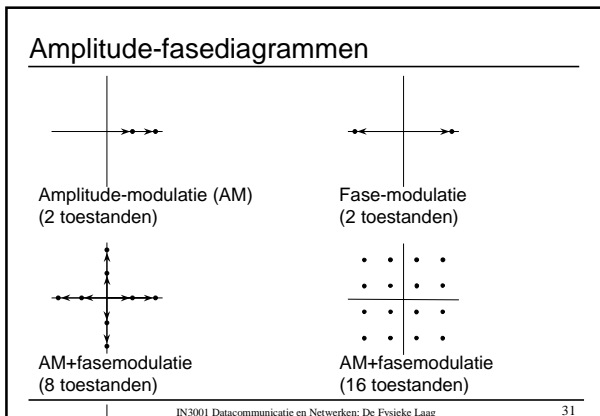 Amplitude-fasediagrammen
Amplitude-modulatie (AM)
(2 toestanden)
Fase-modulatie
(2 toestanden)
AM+fasemodulatie
(8 toestanden)
AM+fasemodulatie
(16 toestanden)
IN3001 Datacommunicatie en Netwerken: De Fysieke Laag
31